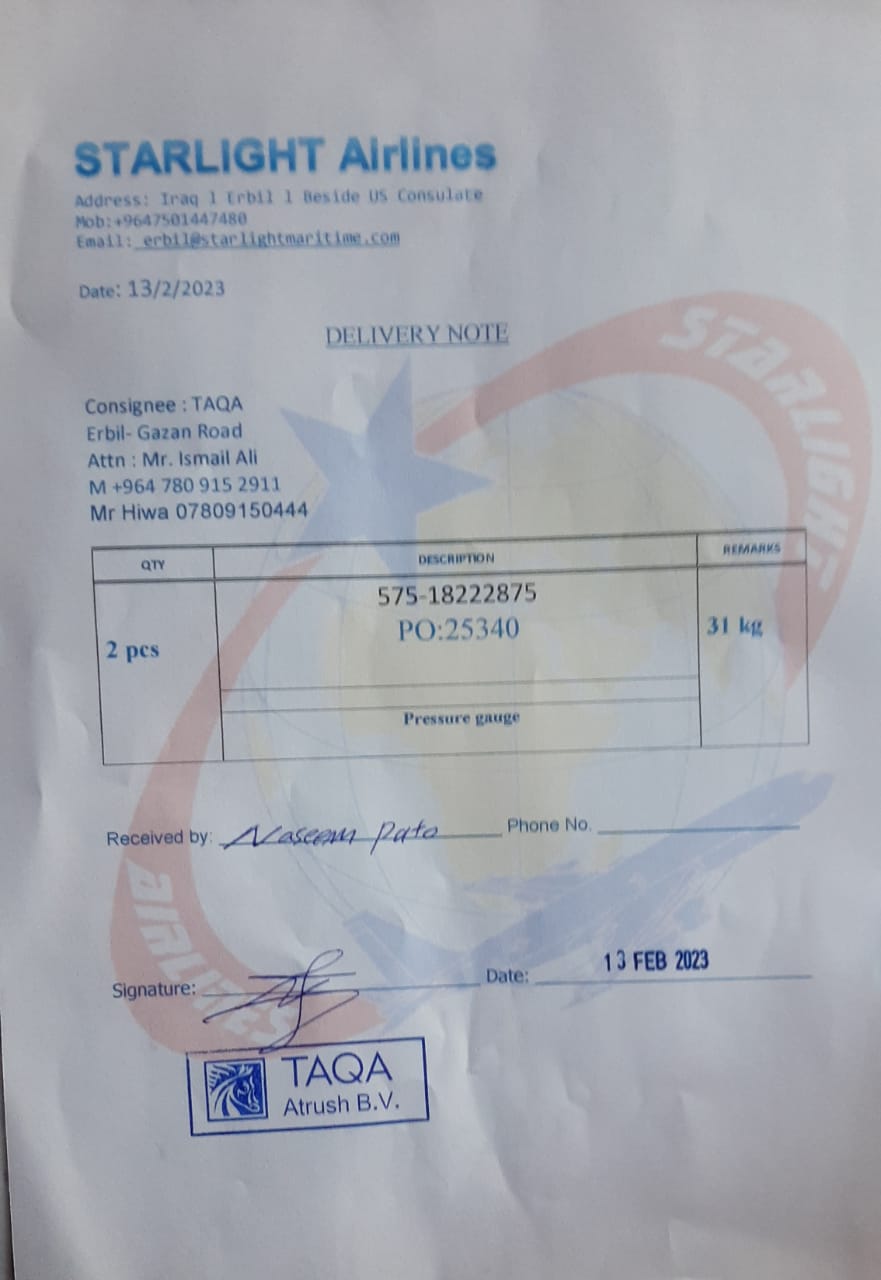 STARLIGHT Airlines
Address: Iraq l Erbil l Beside US Consulate
Mob:+9647501447480
Email: erbil@starlightmaritime.com
Date: 13/2/2023
DELIVERY NOTE
STARLIGHT
Consignee : TAQA
Erbil- Gazan Road
Attn : Mr. Ismail Ali
M +964 780 915 2911
Mr Hiwa 07809150444
QTY DESCRIPTION REMARKS
575-18222875
PO:25340
2 pcs 31 kg
Pressure gauge
Received by: Naseem Pato Phone No.
AIRLINES
Signature: Date: 13 FEB 2023
TAQA
Atrush B.V.